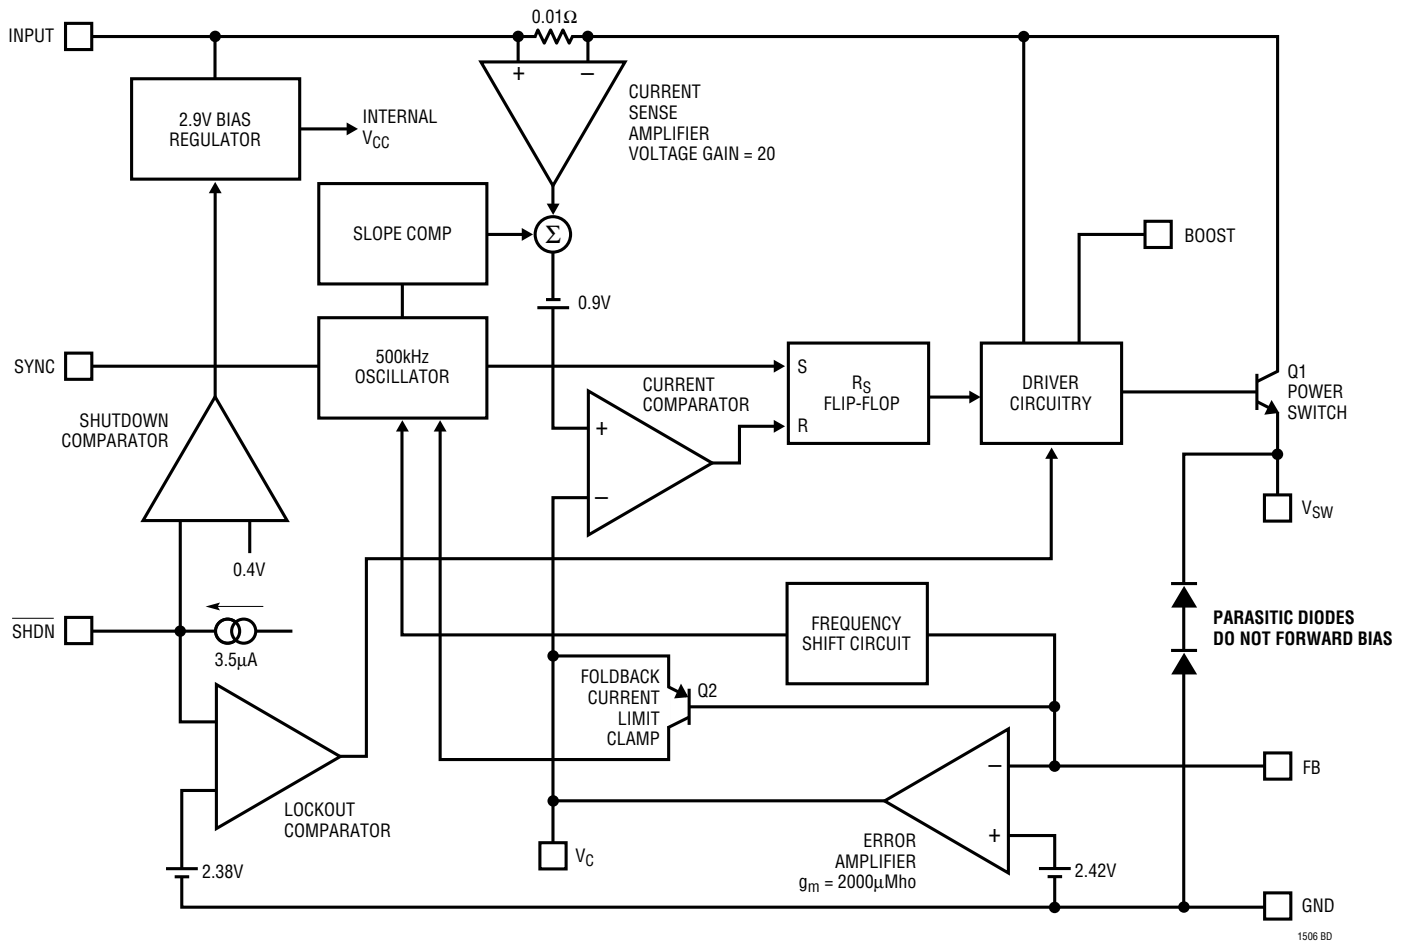 0.01Ω
INPUT
+
–
2.9V BIAS
REGULATOR
INTERNAL
VCC
CURRENT
SENSE
AMPLIFIER
VOLTAGE GAIN = 20
SLOPE COMP
Σ
BOOST
0.9V
SYNC
500kHz
OSCILLATOR
S
R
RS
FLIP-FLOP
DRIVER
CIRCUITRY
Q1
POWER
SWITCH
CURRENT
COMPARATOR
SHUTDOWN
COMPARATOR
+
–
VSW
0.4V
SHDN
3.5µA
FREQUENCY
SHIFT CIRCUIT
PARASITIC DIODES
DO NOT FORWARD BIAS
FOLDBACK
CURRENT
LIMIT
CLAMP
Q2
–
FB
LOCKOUT
COMPARATOR
+
ERROR
AMPLIFIER
gm = 2000µMho
VC
2.38V
2.42V
GND
1506 BD